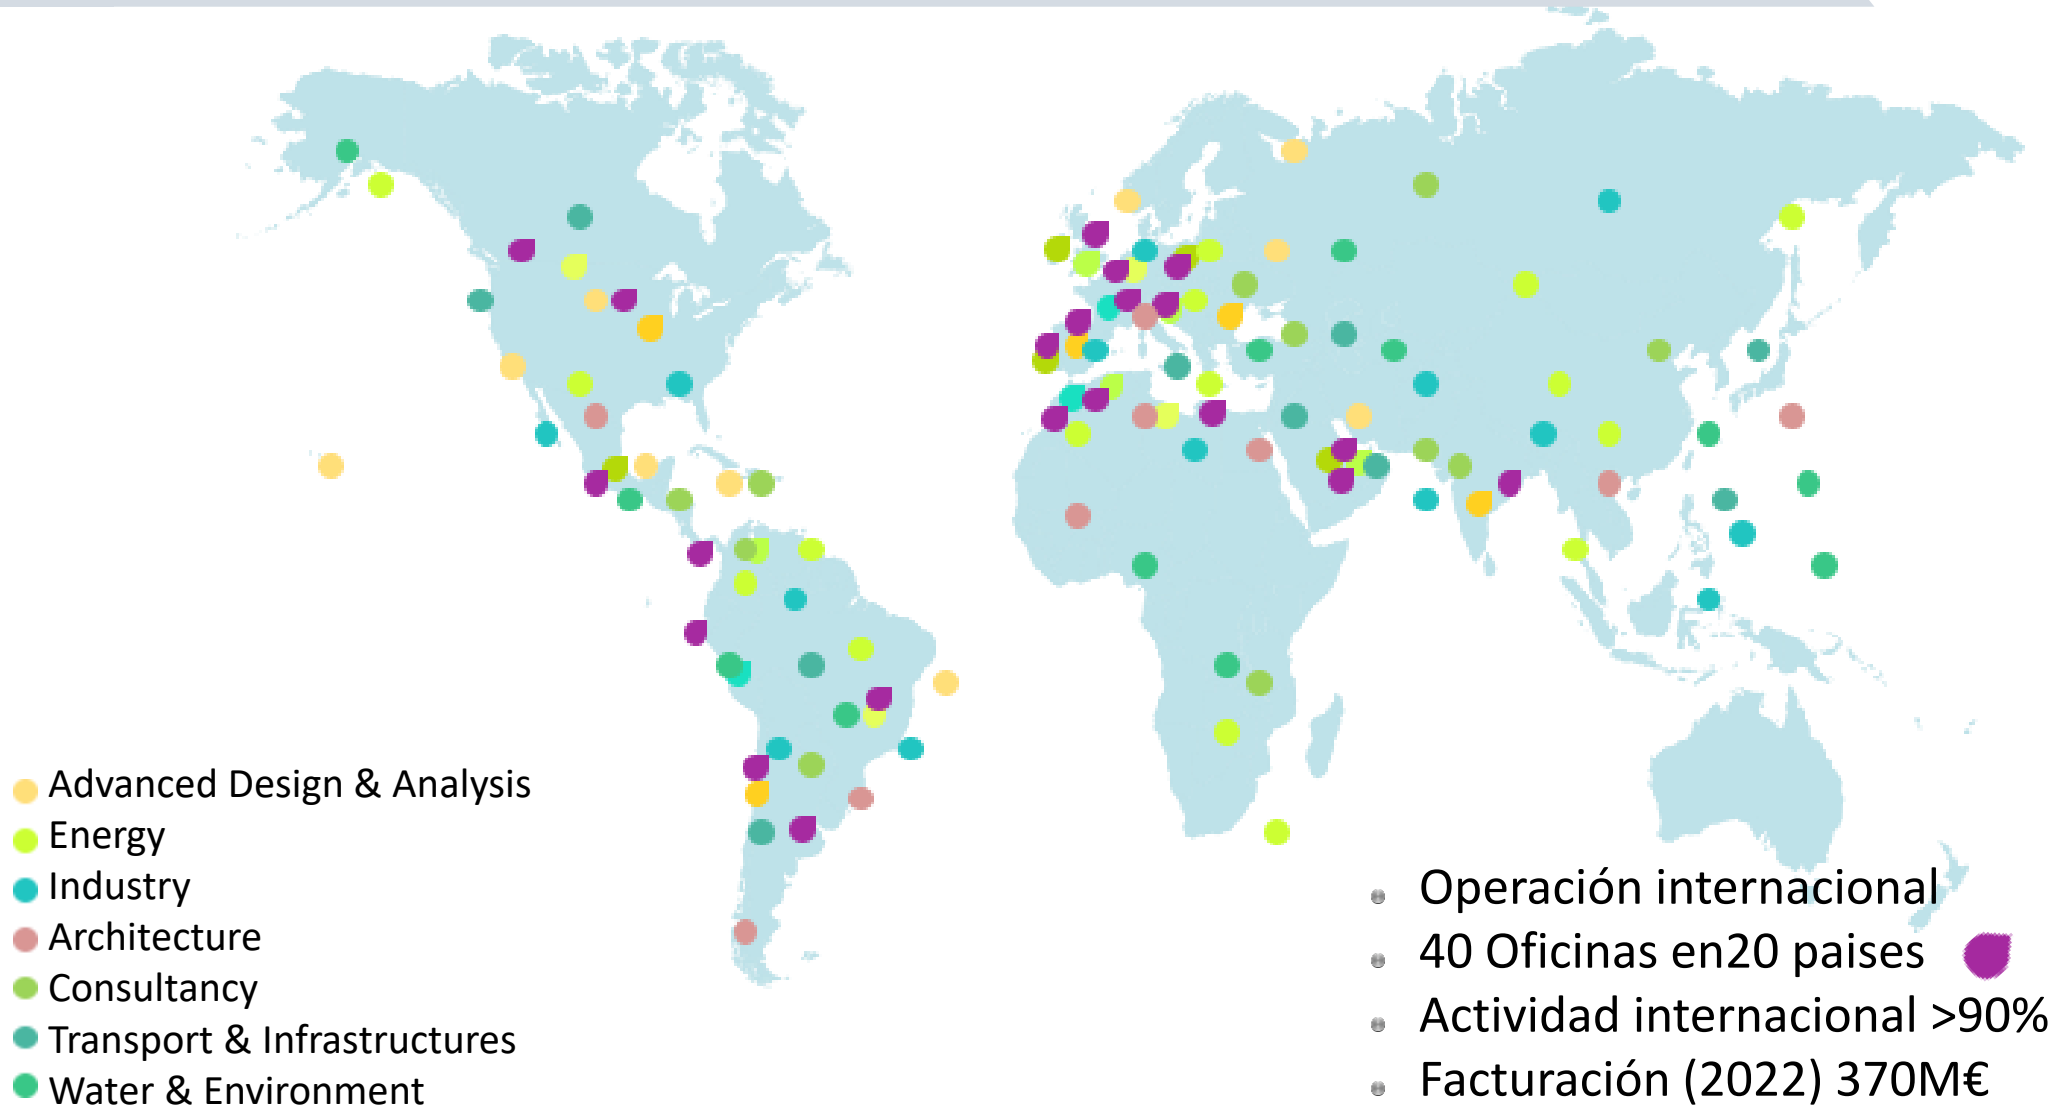 Advanced Design & Analysis
Energy
Industry
Architecture
Consultancy
Transport & Infrastructures
Water & Environment
Operación internacional
40 Oficinas en20 paises
Actividad internacional >90%
Facturación (2022) 370M€